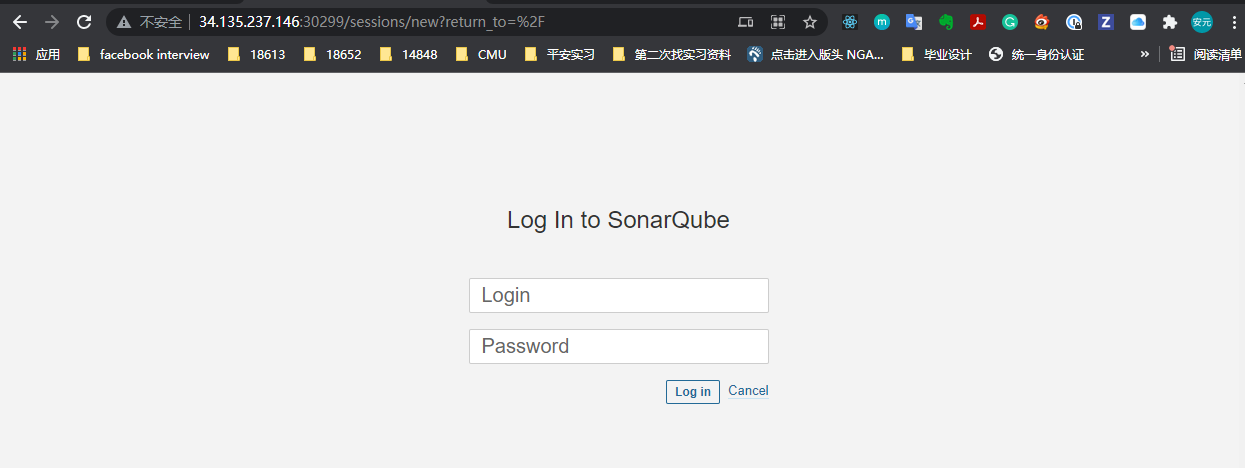 不安全 34.135.237.146:30299/sessions/new?return_to=%2F 安元
应用 facebook interview 18613 18652 14848 CMU 平安实习 第二次找实习资料 点击进入版头 NGA... 毕业设计 统一身份认证 » 阅读清单
Log In to SonarQube
Login
Password
Log in Cancel